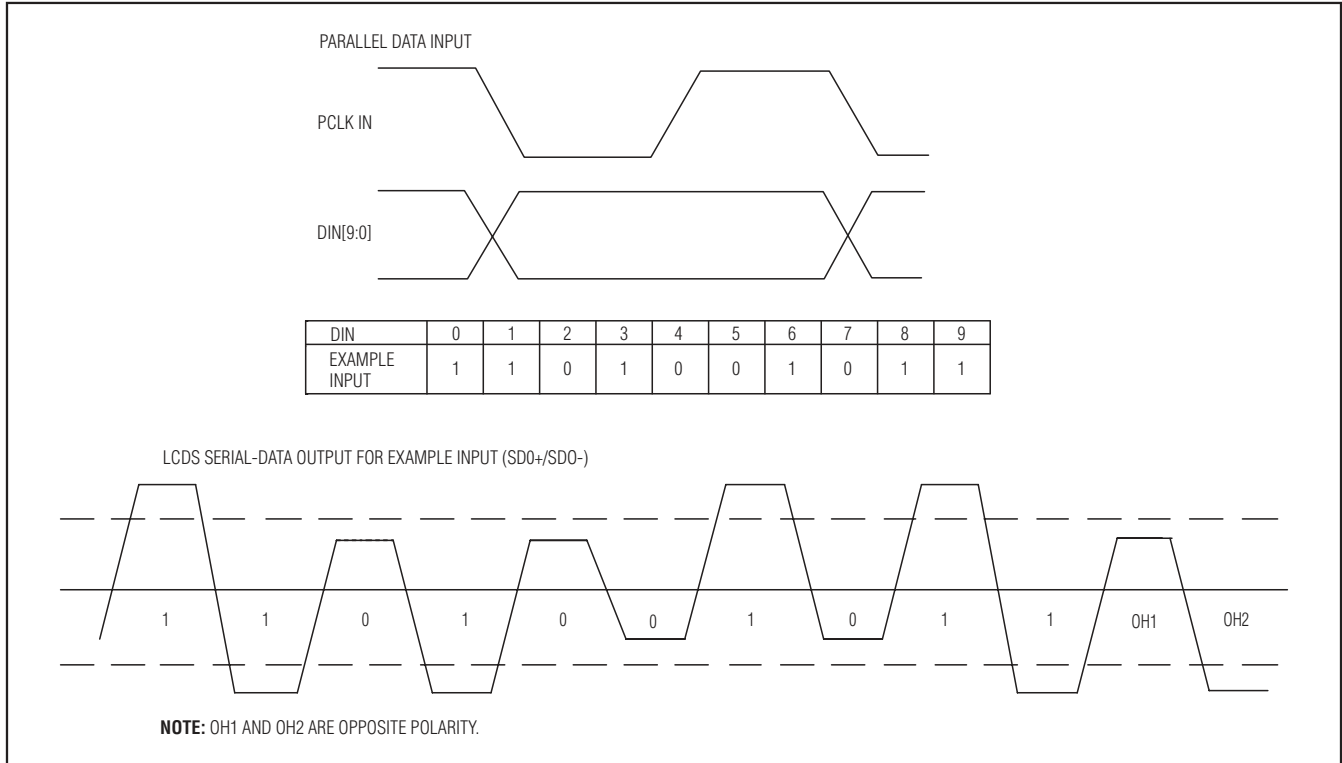 PARALLEL DATA INPUT
PCLK IN
DIN[9:0]
DIN 0 1 2 3 4 5 6 7 8 9
EXAMPLE INPUT 1 1 0 1 0 0 1 0 1 1
LCDS SERIAL-DATA OUTPUT FOR EXAMPLE INPUT (SD0+/SDO-)
1 1 0 1 0 0 1 0 1 1 OH1 OH2
NOTE: OH1 AND OH2 ARE OPPOSITE POLARITY.